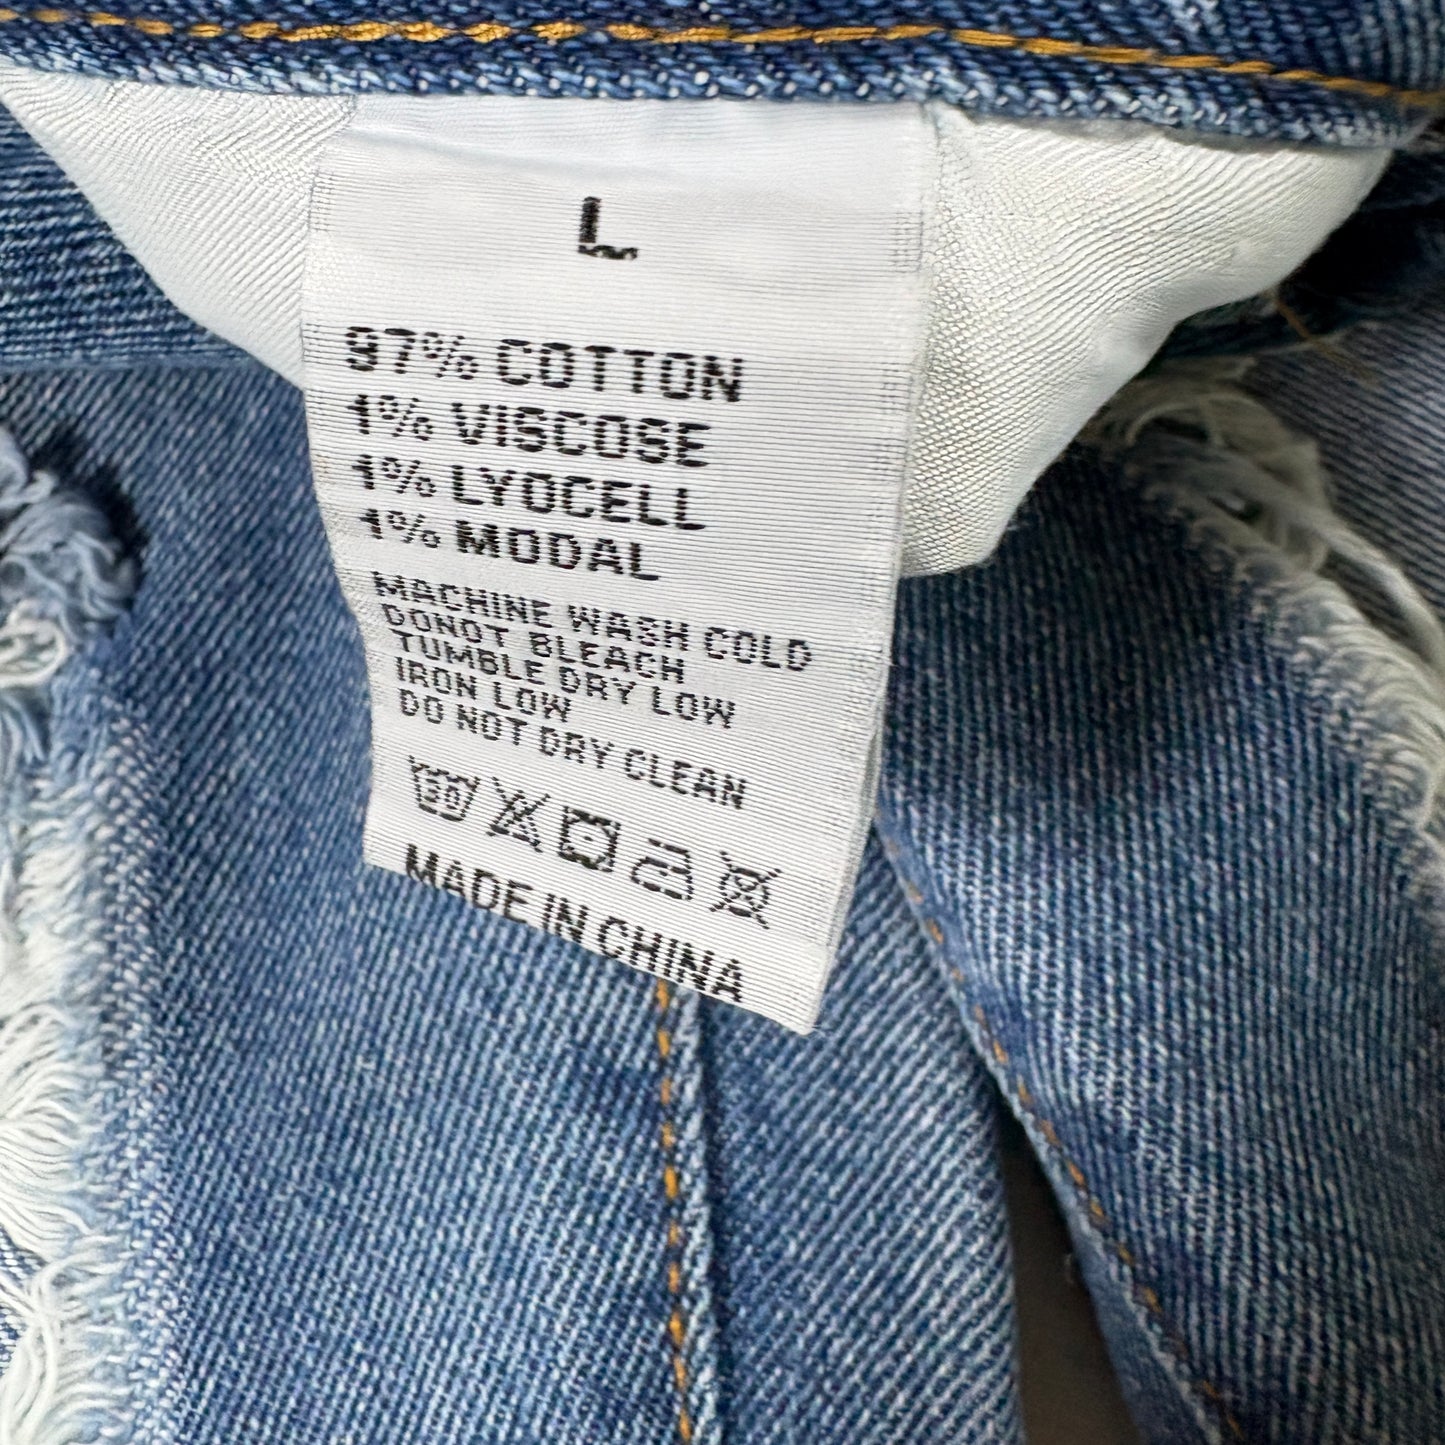 L
97% COTTON
1% VISCOSE
1% LYOCELL
1% MODAL
MACHINE WASH COLD
DONOT BLEACH
TUMBLE DRY LOW
IRON LOW
DO NOT DRY CLEAN
30
MADE IN CHINA